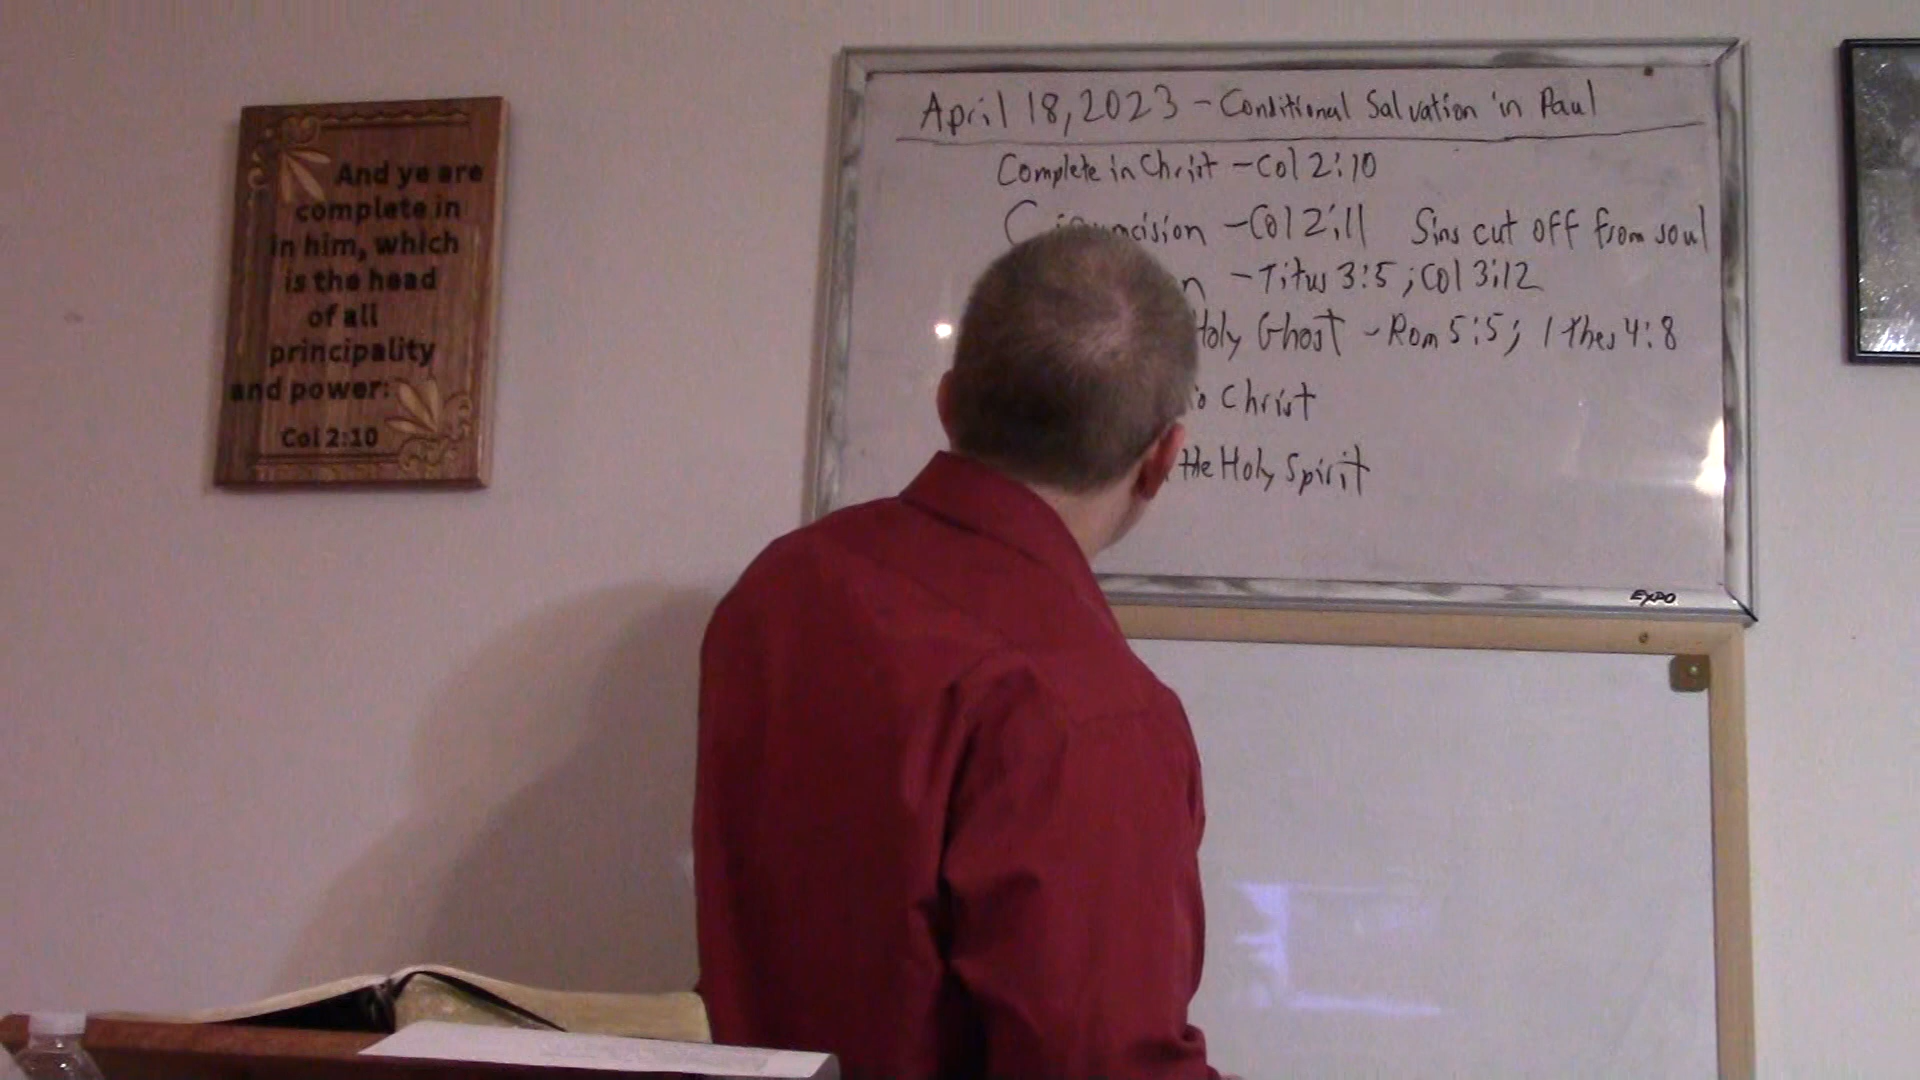 And ye are
complete in
in him, which
is the head
of all
principality
and power:
Col 2:10
April 18, 2023 - Conditional Salvation in Paul
Complete in Christ - Col 2:10
- Col 2:11 Sins cut off from soul
- Titus 3:5; Col 3:12
Holy Ghost - Rom 5:5; 1 Thes 4:8
Christ
the Holy Spirit
EXPO